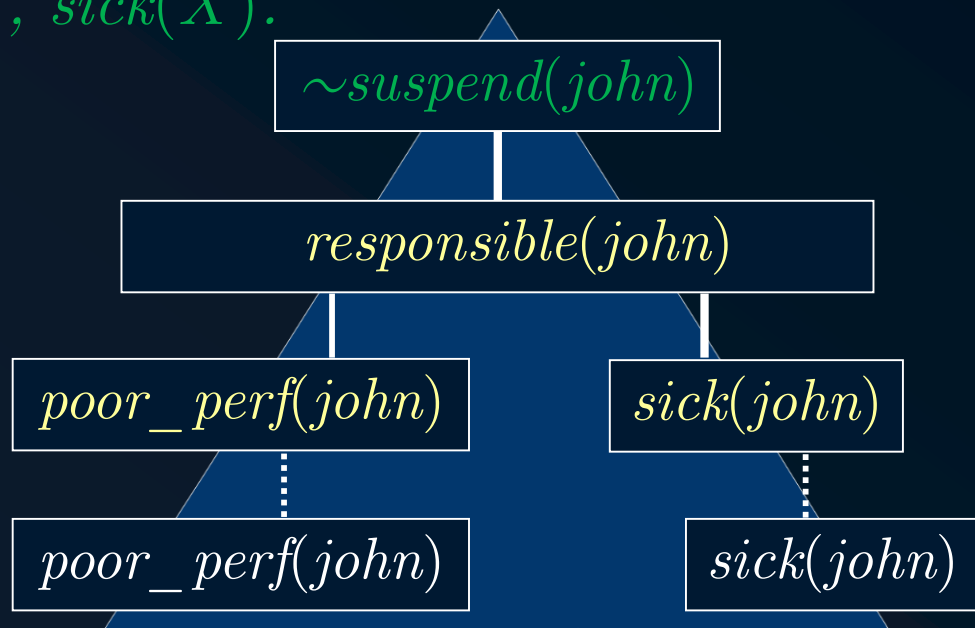 , sick(X).
~suspend(john)
responsible(john)
poor_perf(john) sick(john)
poor_perf(john) sick(john)